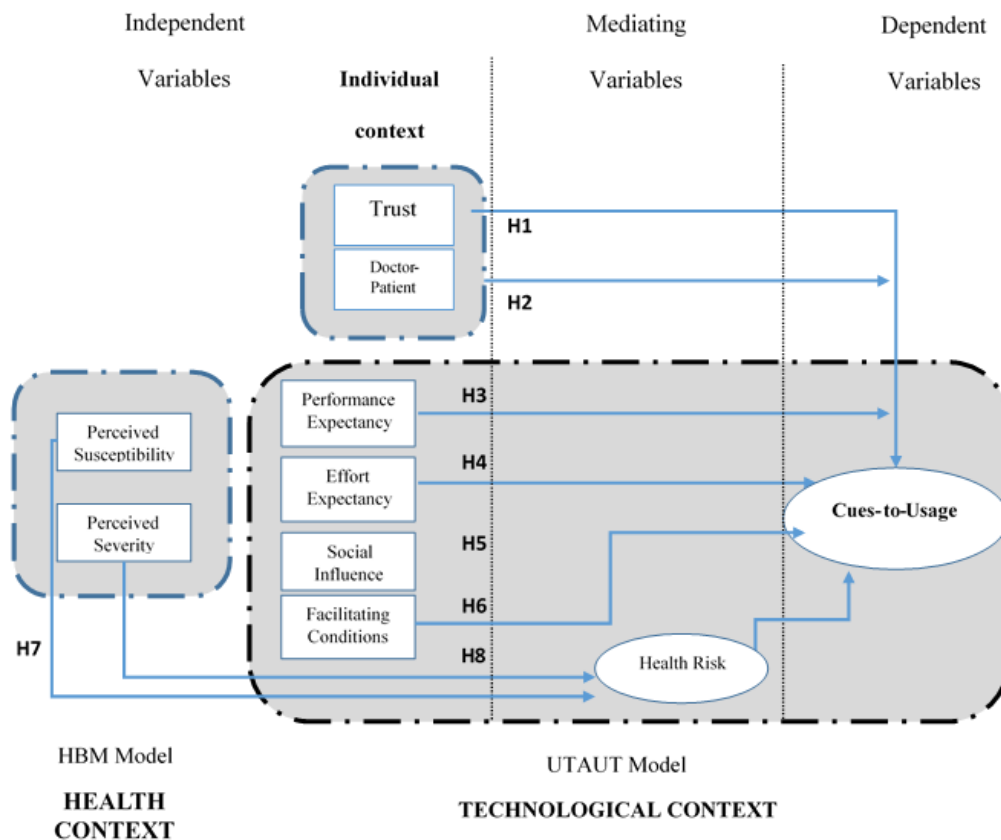 Independent
Variables
Mediating
Variables
Dependent
Variables
Individual
context
Trust
Doctor-
Patient
H1
H2
Perceived
Susceptibility
Perceived
Severity
H7
Performance
Expectancy
Effort
Expectancy
Social
Influence
Facilitating
Conditions
H3
H4
H5
H6
H8
Health Risk
Cues-to-Usage
HBM Model
HEALTH
CONTEXT
UTAUT Model
TECHNOLOGICAL CONTEXT